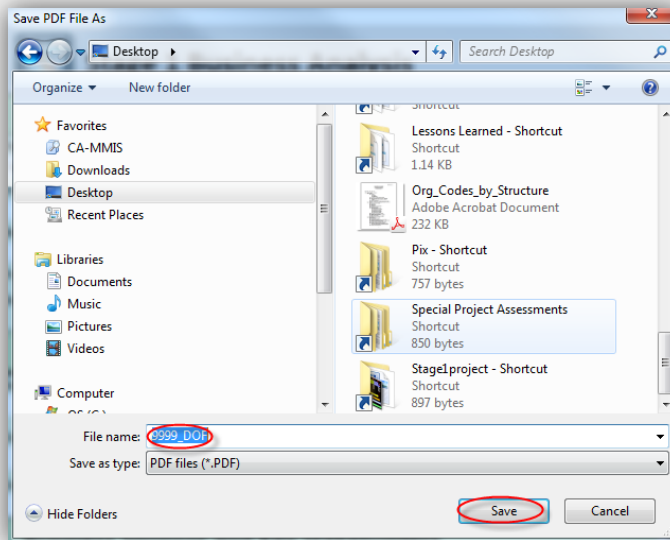 Save PDF File As
Desktop
Search Desktop
Organize
New folder
Favorites
CA-MMIS
Downloads
Desktop
Recent Places
Libraries
Documents
Music
Pictures
Videos
Computer
Shortcut
Lessons Learned - Shortcut
Shortcut
1.14 KB
Org_Codes_by_Structure
Adobe Acrobat Document
232 KB
Pix - Shortcut
Shortcut
757 bytes
Special Project Assessments
Shortcut
850 bytes
Stage1project - Shortcut
Shortcut
897 bytes
File name: 9999_DOF
Save as type: PDF files (*.PDF)
Hide Folders
Save
Cancel